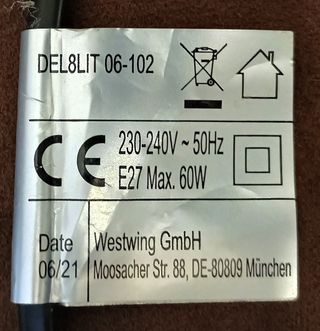 DEL8LIT 06-102
CE 230-240V ~ 50Hz
E27 Max. 60W
Date Westwing GmbH
06/21 Moosacher Str. 88, DE-80809 München